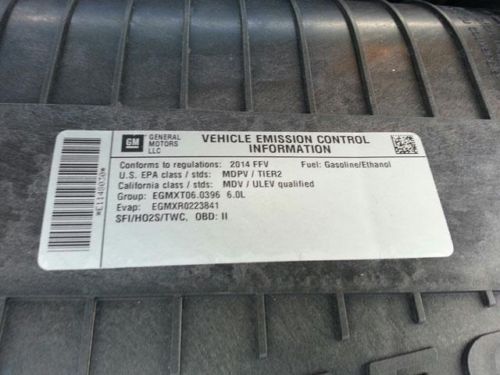 GM
GENERAL MOTORS LLC
VEHICLE EMISSION CONTROL
INFORMATION
Conforms to regulations: 2014 FFV Fuel: Gasoline/Ethanol
U.S. EPA class / stds: MDPV / TIER2
California class / stds: MDV / ULEV qualified
Group: EGMXT06.0396 6.0L
Evap: EGMXR0223841
SFI/HO2S/TWC, OBD: II